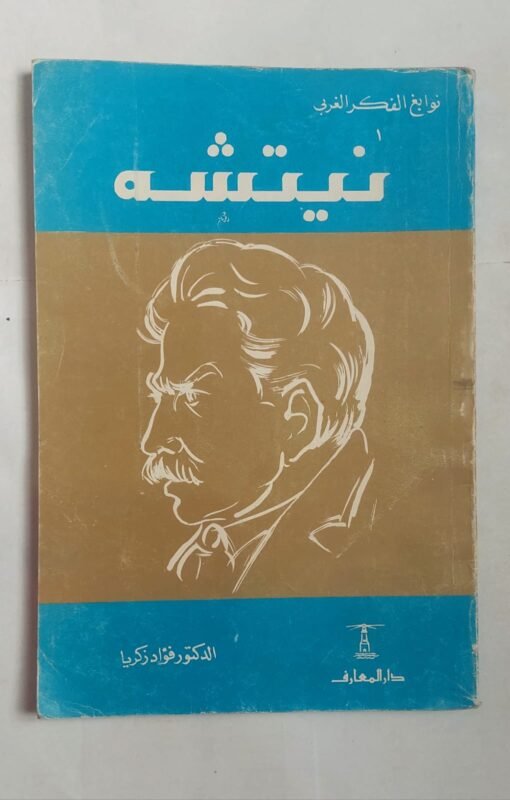 نوابغ الفكر الغربي
١
نيتشه
الدكتور فؤاد زكريا
دار المعارف